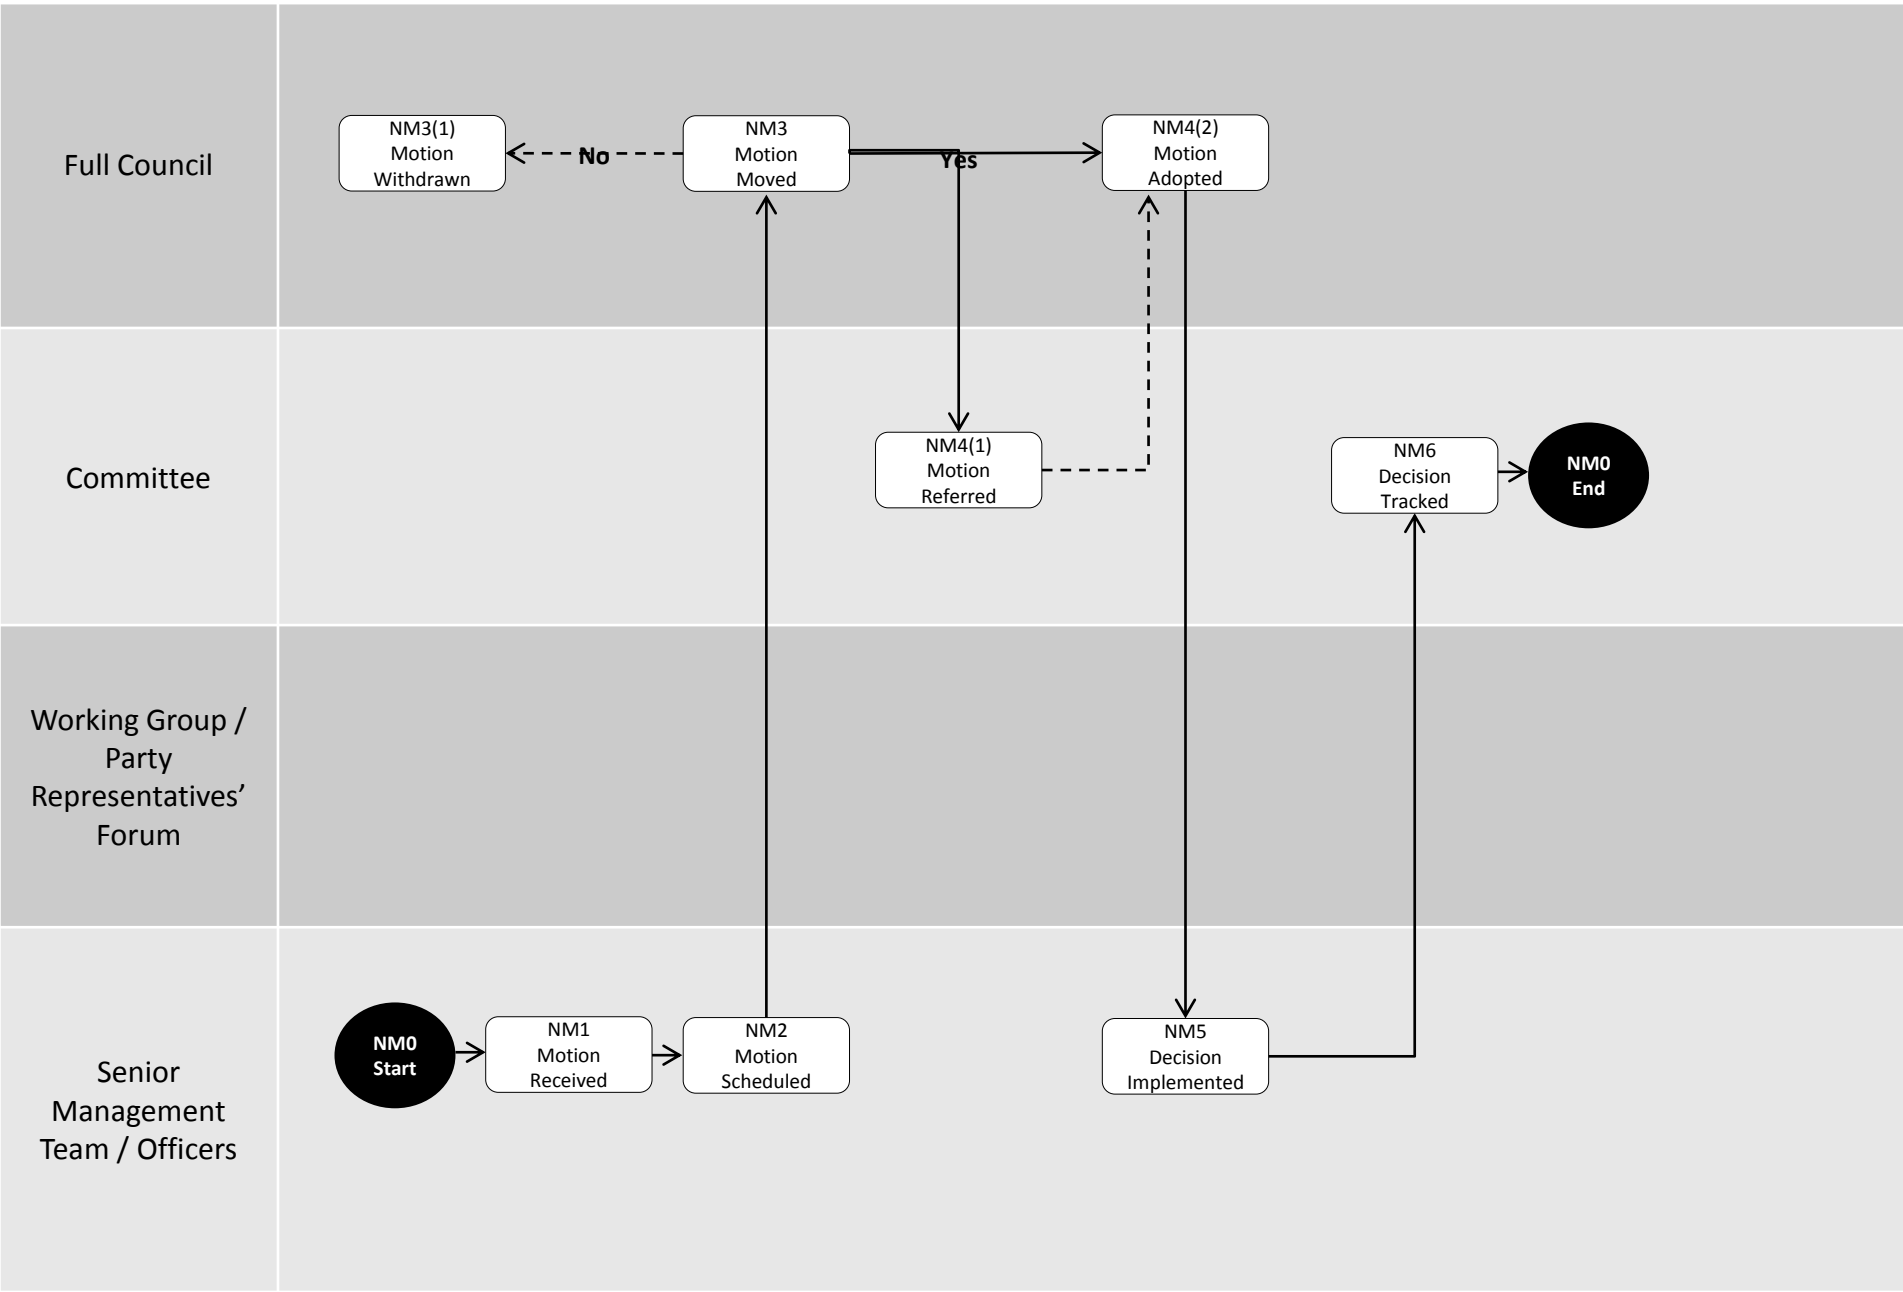 Full Council
NM3(1)
Motion
Withdrawn
No
NM3
Motion
Moved
Yes
NM4(2)
Motion
Adopted
Committee
NM4(1)
Motion
Referred
NM6
Decision
Tracked
NM0
End
Working Group /
Party
Representatives’
Forum
Senior
Management
Team / Officers
NM0
Start
NM1
Motion
Received
NM2
Motion
Scheduled
NM5
Decision
Implemented